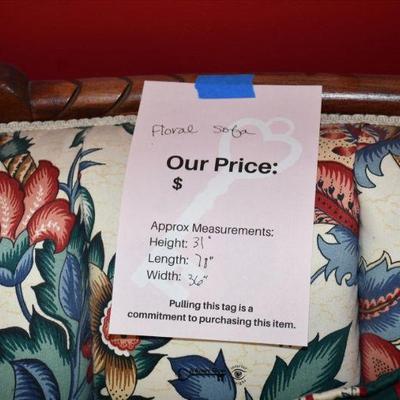 Floral Sofa
Our Price:
$
Approx Measurements:
Height: 31"
Length: 78"
Width: 36"
Pulling this tag is a
commitment to purchasing this item.